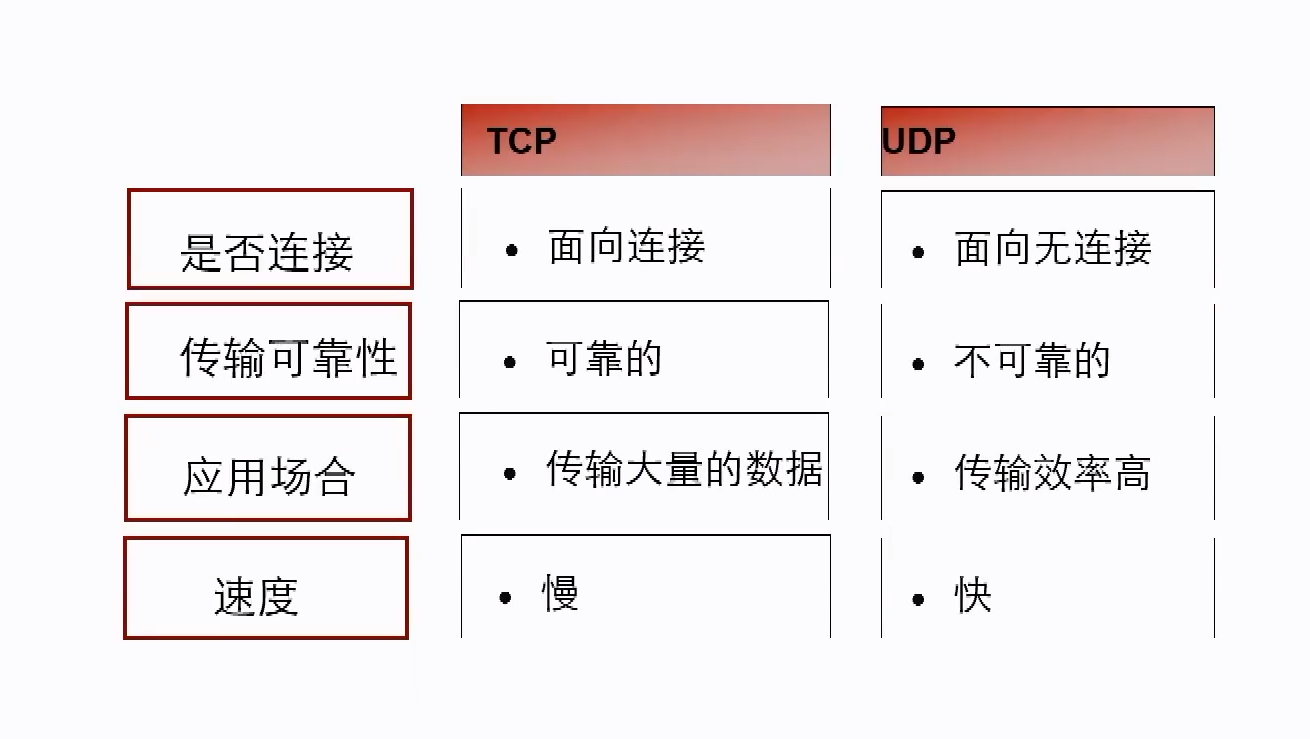 TCP UDP
是否连接 • 面向连接 • 面向无连接
传输可靠性 • 可靠的 • 不可靠的
应用场合 • 传输大量的数据 • 传输效率高
速度 • 慢 • 快